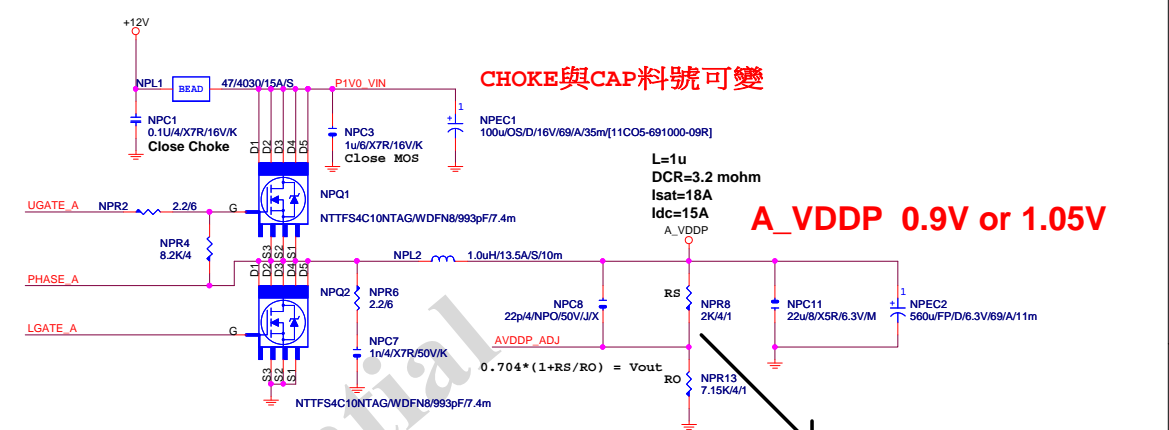 +12V
NPL1
BEAD
47/4030/15A/S
P1V0_VIN
CHOKE與CAP料號可變
NPC1
0.1U/4/X7R/16V/K
Close Choke
NPC3
1u/6/X7R/16V/K
Close MOS
1
+
NPEC1
100u/OS/D/16V/69/A/35m/[11CO5-691000-09R]
D1
D2
D3
D4
D5
L=1u
DCR=3.2 mohm
Isat=18A
Idc=15A
A_VDDP
A_VDDP 0.9V or 1.05V
UGATE_A
NPR2
2.2/6
G
NPQ1
NTTFS4C10NTAG/WDFN8/993pF/7.4m
NPR4
8.2K/4
S3
S2
S1
D1
D2
D3
D4
D5
NPL2
1.0uH/13.5A/S/10m
PHASE_A
NPQ2
NPR6
2.2/6
NPC8
22p/4/NPO/50V/J/X
RS
NPR8
2K/4/1
NPC11
22u/8/X5R/6.3V/M
1
+
NPEC2
560u/FP/D/6.3V/69/A/11m
LGATE_A
G
NPC7
1n/4/X7R/50V/K
AVDDP_ADJ
0.704*(1+RS/RO) = Vout
RO
NPR13
7.15K/4/1
S3
S2
S1
NTTFS4C10NTAG/WDFN8/993pF/7.4m
tial